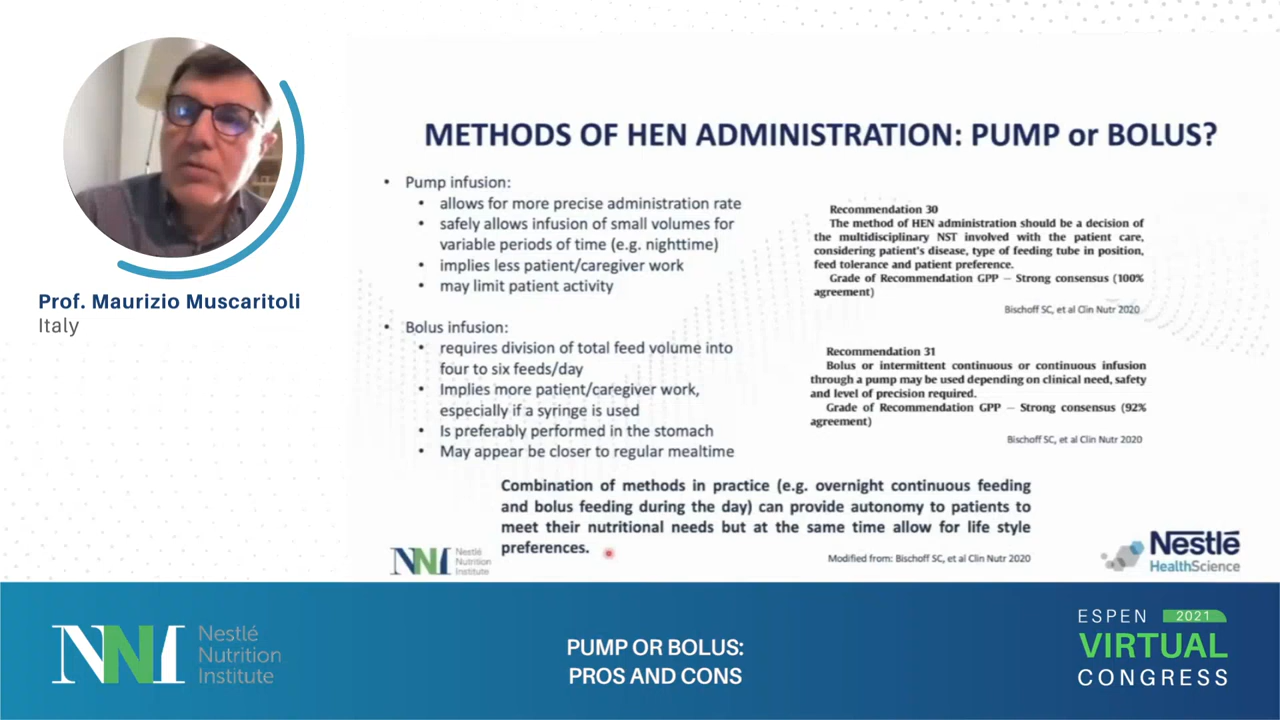 METHODS OF HEN ADMINISTRATION: PUMP or BOLUS?
• Pump infusion:
• allows for more precise administration rate
• safely allows infusion of small volumes for
variable periods of time (e.g. nighttime)
• implies less patient/caregiver work
• may limit patient activity
• Bolus infusion:
• requires division of total feed volume into
four to six feeds/day
• Implies more patient/caregiver work,
especially if a syringe is used
• Is preferably performed in the stomach
• May appear be closer to regular mealtime
Recommendation 30
The method of HEN administration should be a decision of
the multidisciplinary NST involved with the patient care,
considering patient's disease, type of feeding tube in position,
feed tolerance and patient preference.
Grade of Recommendation GPP – Strong consensus (100%
agreement)
Bischoff SC, et al Clin Nutr 2020
Recommendation 31
Bolus or intermittent continuous or continuous infusion
through a pump may be used depending on clinical need, safety
and level of precision required.
Grade of Recommendation GPP – Strong consensus (92%
agreement)
Bischoff SC, et al Clin Nutr 2020
Combination of methods in practice (e.g. overnight continuous feeding
and bolus feeding during the day) can provide autonomy to patients to
meet their nutritional needs but at the same time allow for life style
preferences.
Modified from: Bischoff SC, et al Clin Nutr 2020
NNI
Nestlé
Nutrition
Institute
Nestlé
HealthScience
Prof. Maurizio Muscaritoli
Italy
NNI
Nestlé
Nutrition
Institute
PUMP OR BOLUS:
PROS AND CONS
ESPEN 2021
VIRTUAL
CONGRESS